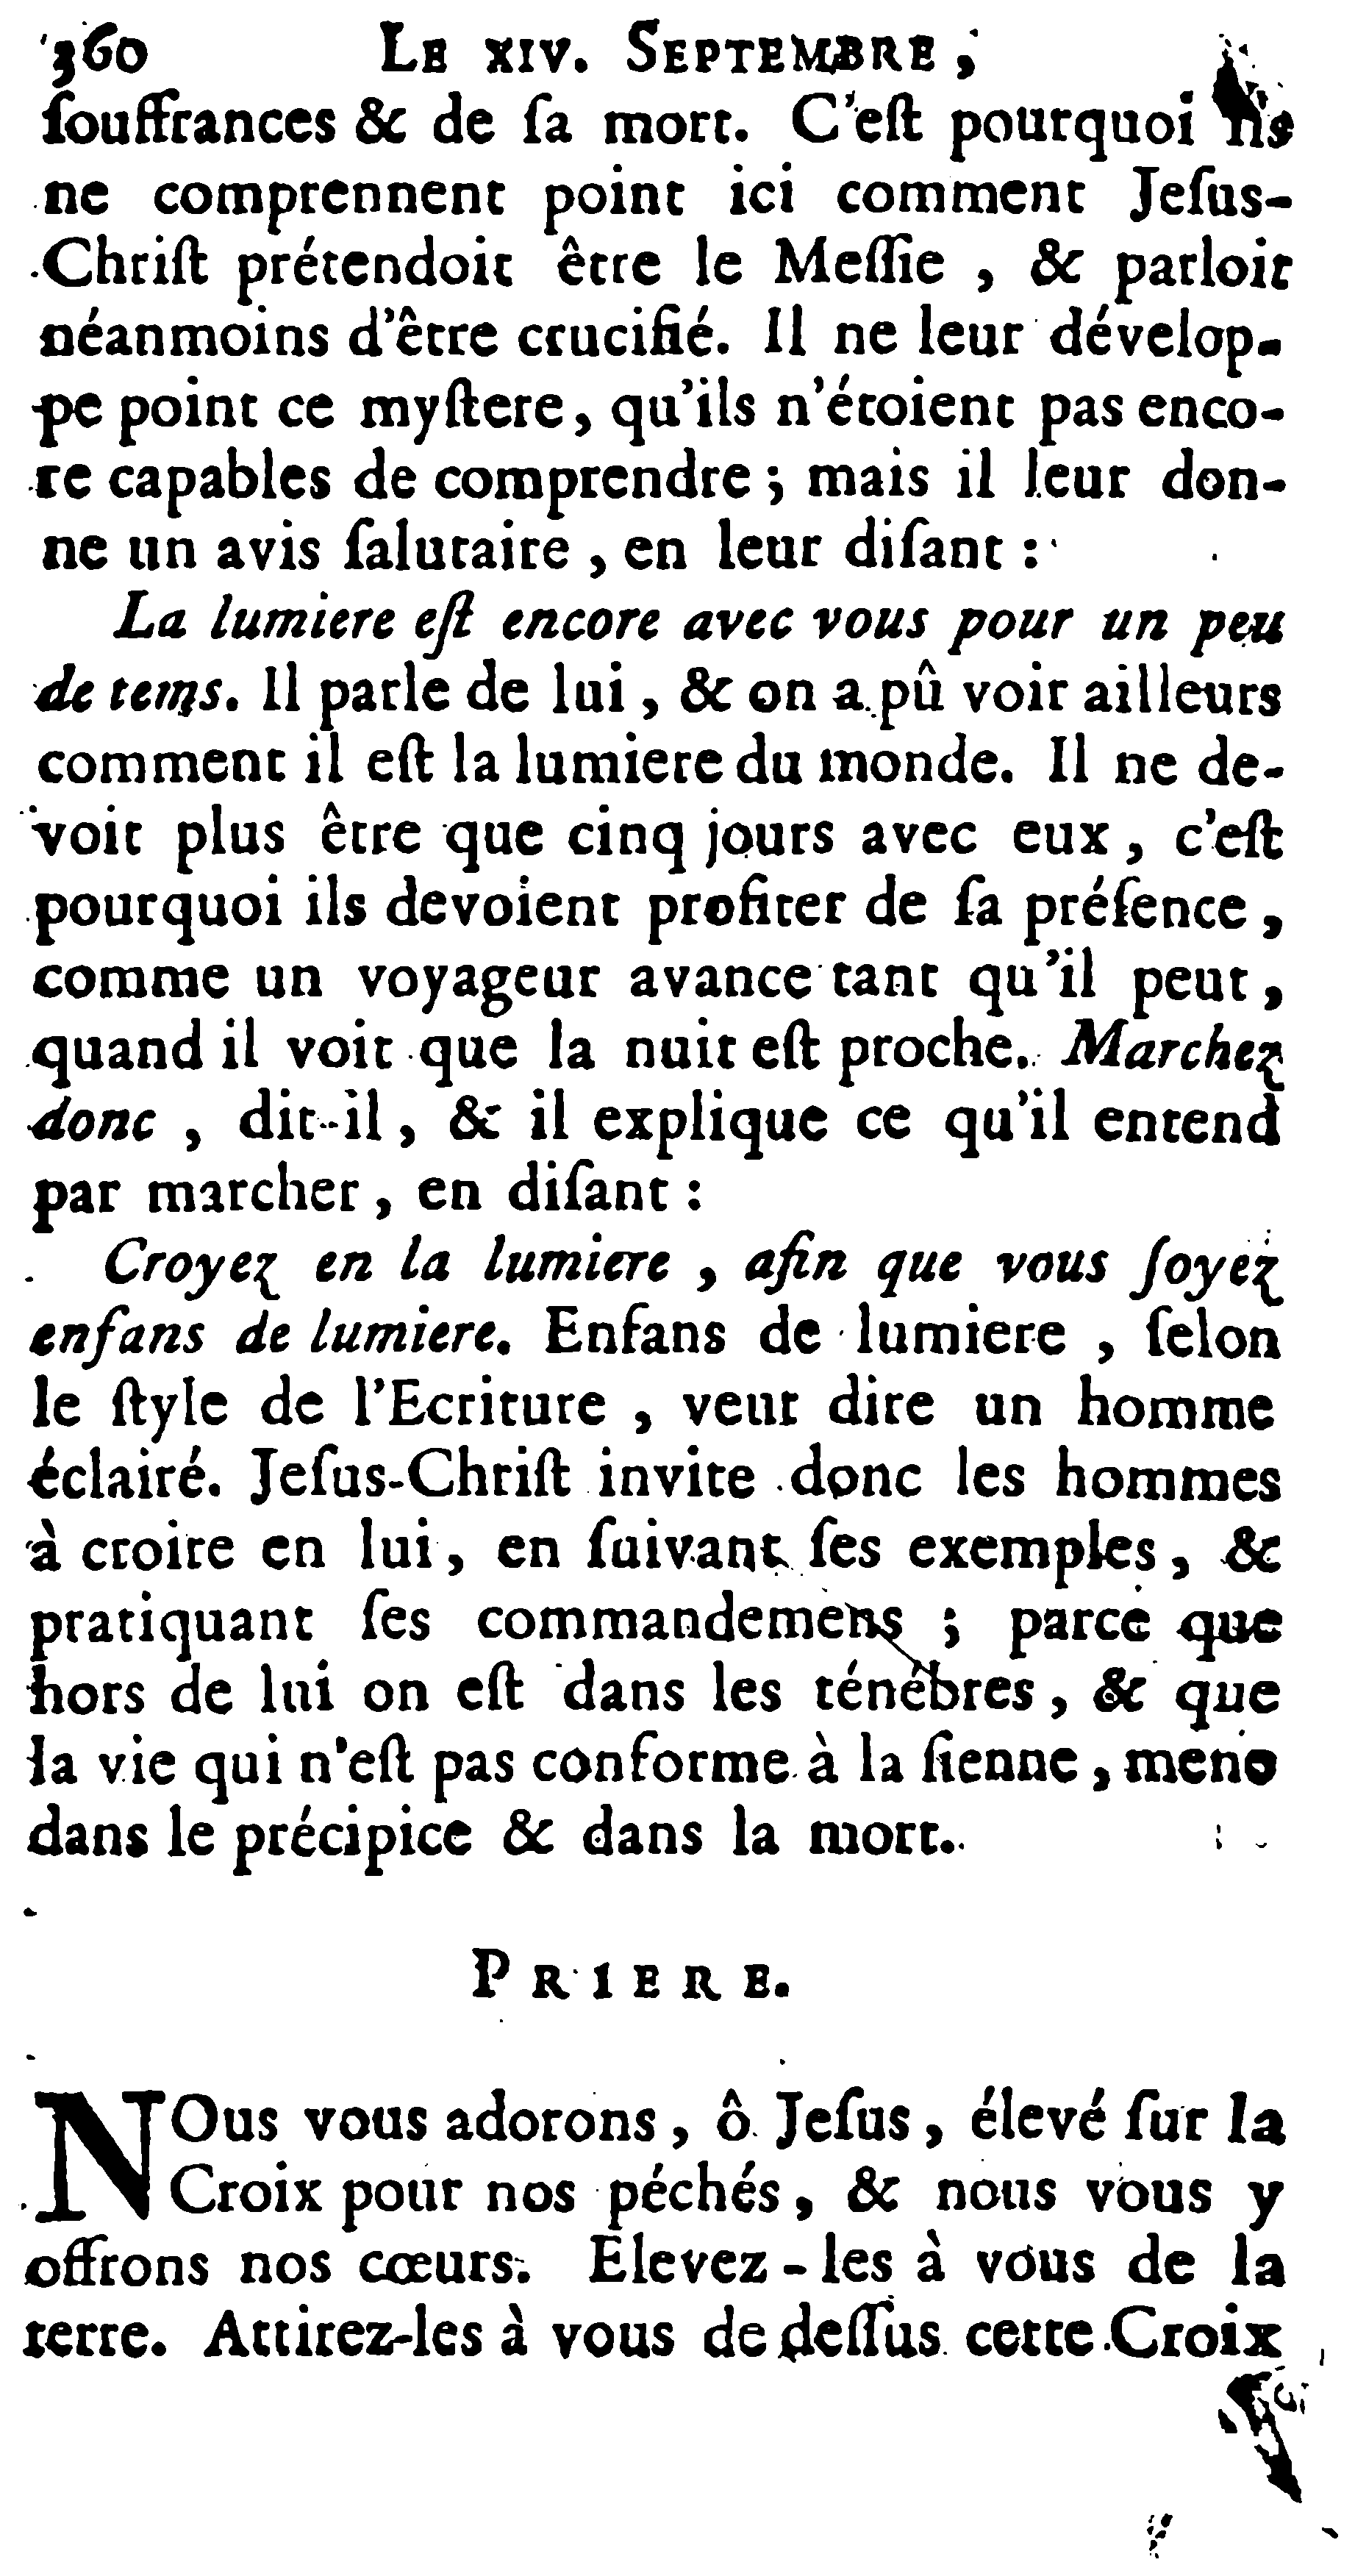 360 LE XIV. SEPTEMBRE,
ſouffrances & de ſa mort. C'eſt pourquoi ils
ne comprennent point ici comment Jeſus-
Chriſt prétendoit être le Meſſie, & parloit
néanmoins d'être crucifié. Il ne leur dévelop-
pe point ce myſtere, qu'ils n'étoient pas enco-
re capables de comprendre; mais il leur don-
ne un avis ſalutaire, en leur diſant:
La lumiere eſt encore avec vous pour un peu
de tems. Il parle de lui, & on a pû voir ailleurs
comment il eſt la lumiere du monde. Il ne de-
voit plus être que cinq jours avec eux, c'eſt
pourquoi ils devoient profiter de ſa préſence,
comme un voyageur avance tant qu'il peut,
quand il voit que la nuit eſt proche. Marchez
donc, dit-il, & il explique ce qu'il entend
par marcher, en diſant:
Croyez en la lumiere, afin que vous ſoyez
enfans de lumiere. Enfans de lumiere, ſelon
le ſtyle de l'Ecriture, veut dire un homme
éclairé. Jeſus-Chriſt invite donc les hommes
à croire en lui, en ſuivant ſes exemples, &
pratiquant ſes commandemens; parce que
hors de lui on eſt dans les ténébres, & que
la vie qui n'eſt pas conforme à la ſienne, mene
dans le précipice & dans la mort.
PRIERE.
NOus vous adorons, ô Jeſus, élevé ſur la
Croix pour nos péchés, & nous vous y
offrons nos cœurs. Elevez-les à vous de la
terre. Attirez-les à vous de deſſus cette Croix